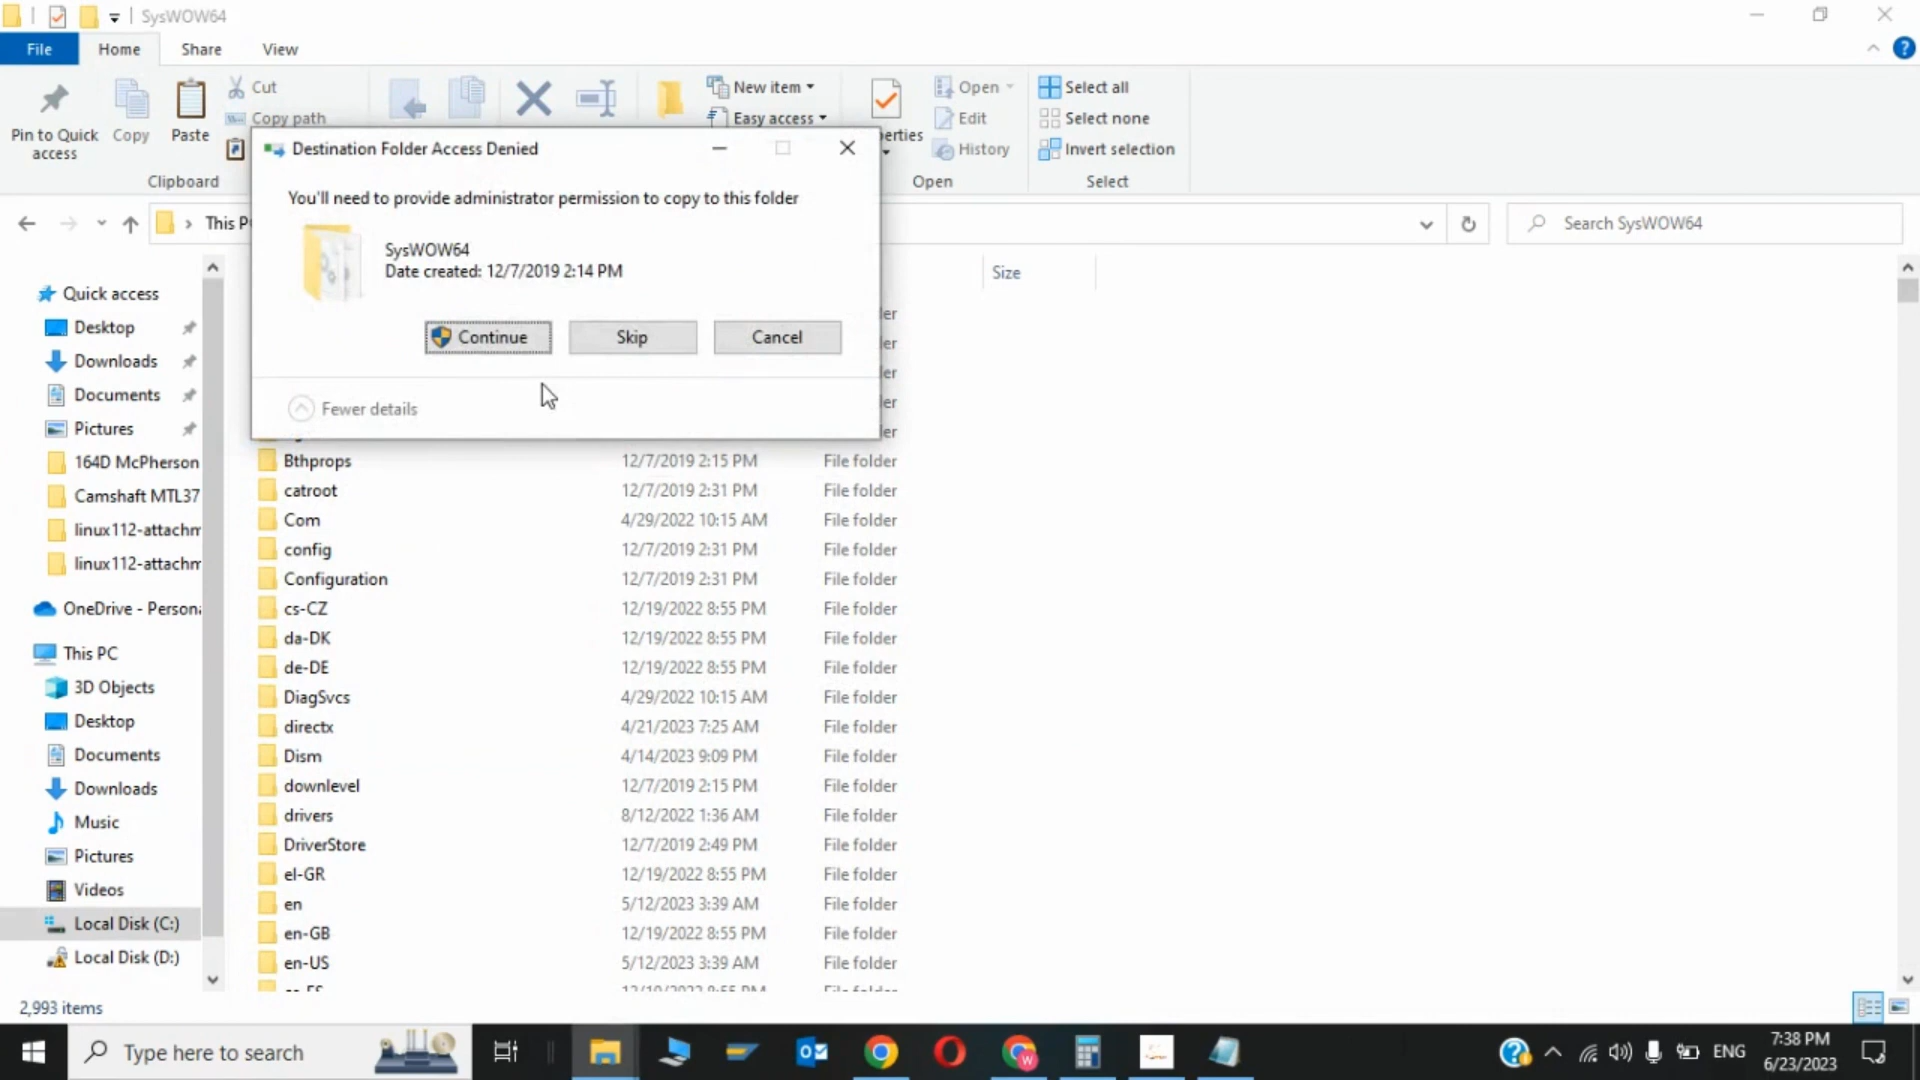 SysWOW64
File
Home
Share
View
Pin to Quick access
Copy
Paste
Cut
Copy path
New item
Easy access
Open
Edit
History
Select all
Select none
Invert selection
erties
Clipboard
Open
Select
Destination Folder Access Denied
You'll need to provide administrator permission to copy to this folder
SysWOW64
Date created: 12/7/2019 2:14 PM
Continue
Skip
Cancel
Fewer details
This P
Search SysWOW64
Size
Quick access
Desktop
Downloads
Documents
Pictures
164D McPherson
Camshaft MTL37
linux112-attachm
linux112-attachm
OneDrive - Persona
This PC
3D Objects
Desktop
Documents
Downloads
Music
Pictures
Videos
Local Disk (C:)
Local Disk (D:)
er
er
er
er
er
Bthprops 12/7/2019 2:15 PM File folder
catroot 12/7/2019 2:31 PM File folder
Com 4/29/2022 10:15 AM File folder
config 12/7/2019 2:31 PM File folder
Configuration 12/7/2019 2:31 PM File folder
cs-CZ 12/19/2022 8:55 PM File folder
da-DK 12/19/2022 8:55 PM File folder
de-DE 12/19/2022 8:55 PM File folder
DiagSvcs 4/29/2022 10:15 AM File folder
directx 4/21/2023 7:25 AM File folder
Dism 4/14/2023 9:09 PM File folder
downlevel 12/7/2019 2:15 PM File folder
drivers 8/12/2022 1:36 AM File folder
DriverStore 12/7/2019 2:49 PM File folder
el-GR 12/19/2022 8:55 PM File folder
en 5/12/2023 3:39 AM File folder
en-GB 12/19/2022 8:55 PM File folder
en-US 5/12/2023 3:39 AM File folder
2,993 items
Type here to search
ENG
7:38 PM
6/23/2023